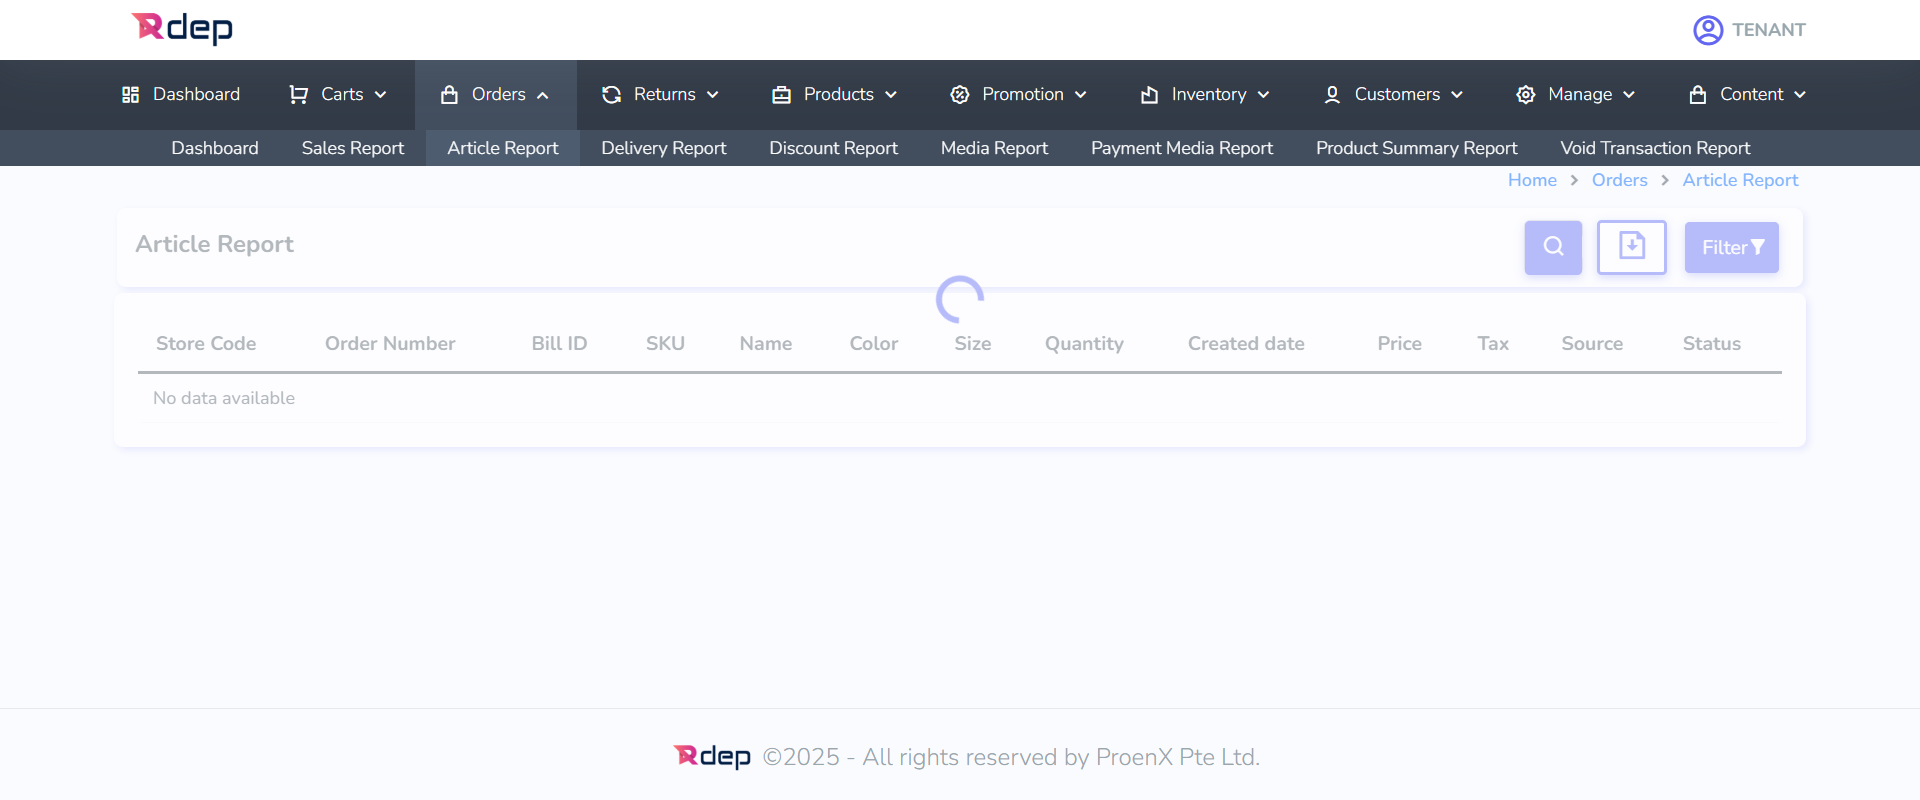 Rdep
TENANT
Dashboard Carts Orders Returns Products Promotion Inventory Customers Manage Content
Dashboard Sales Report Article Report Delivery Report Discount Report Media Report Payment Media Report Product Summary Report Void Transaction Report
Home > Orders > Article Report
Article Report
Filter
Store Code Order Number Bill ID SKU Name Color Size Quantity Created date Price Tax Source Status
No data available
Rdep ©2025 - All rights reserved by ProenX Pte Ltd.